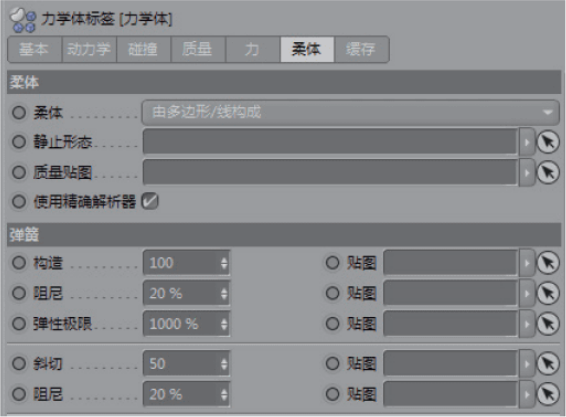 力学体标签 [力学体]
基本 动力学 碰撞 质量 力 柔体 缓存
柔体
柔体 . . . . . . . . . 由多边形/线构成
静止形态. . . . . .
质量贴图. . . . . .
使用精确解析器
弹簧
构造 . . . . . . . . . 100 贴图
阻尼 . . . . . . . . . 20 % 贴图
弹性极限. . . . . . 1000 % 贴图
斜切 . . . . . . . . . 50 贴图
阻尼 . . . . . . . . . 20 % 贴图